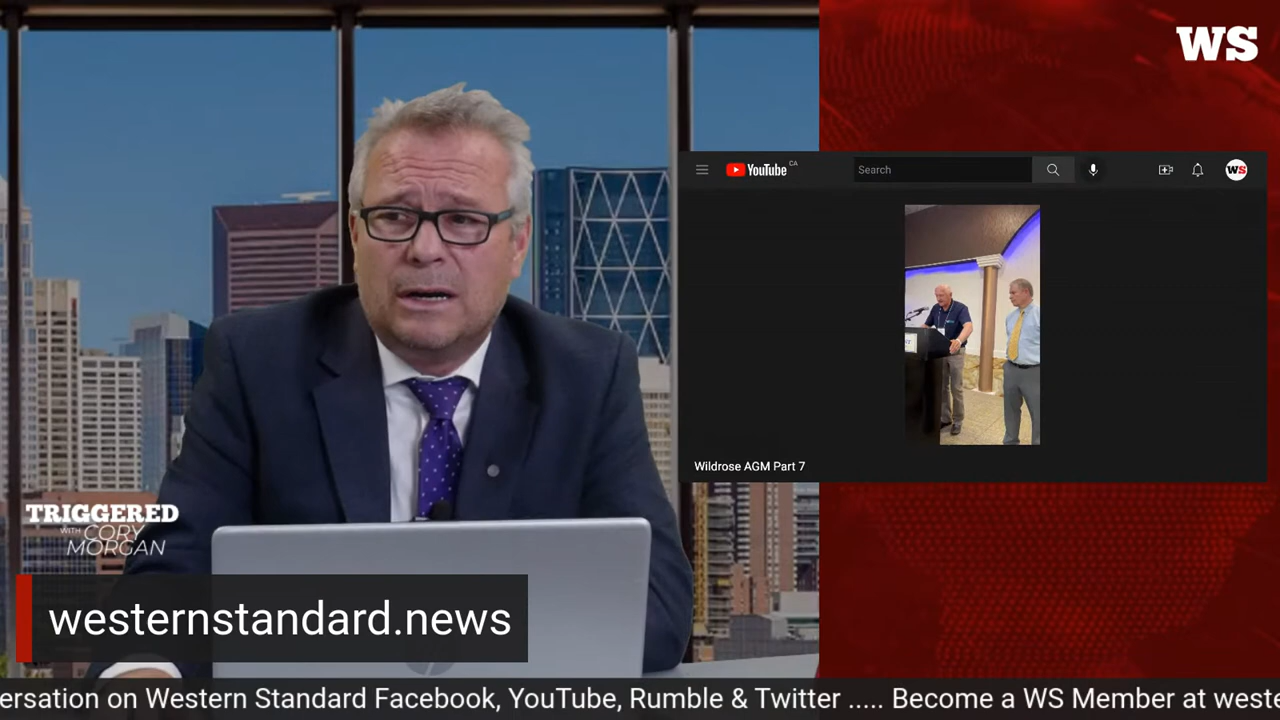 WS
YouTube CA
Search
WS
Wildrose AGM Part 7
TRIGGERED
WITH CORY
MORGAN
westernstandard.news
ersation on Western Standard Facebook, YouTube, Rumble & Twitter ..... Become a WS Member at weste